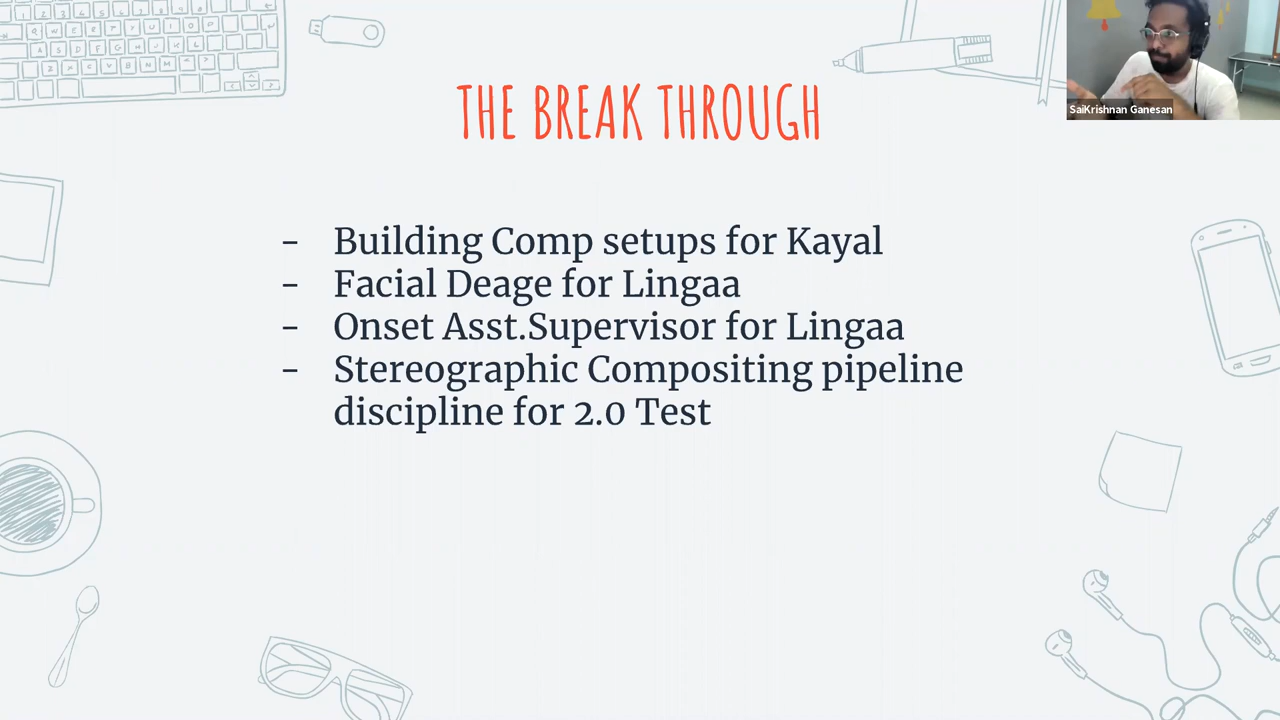 THE BREAK THROUGH
SaiKrishnan Ganesan
- Building Comp setups for Kayal
- Facial Deage for Lingaa
- Onset Asst.Supervisor for Lingaa
- Stereographic Compositing pipeline
discipline for 2.0 Test